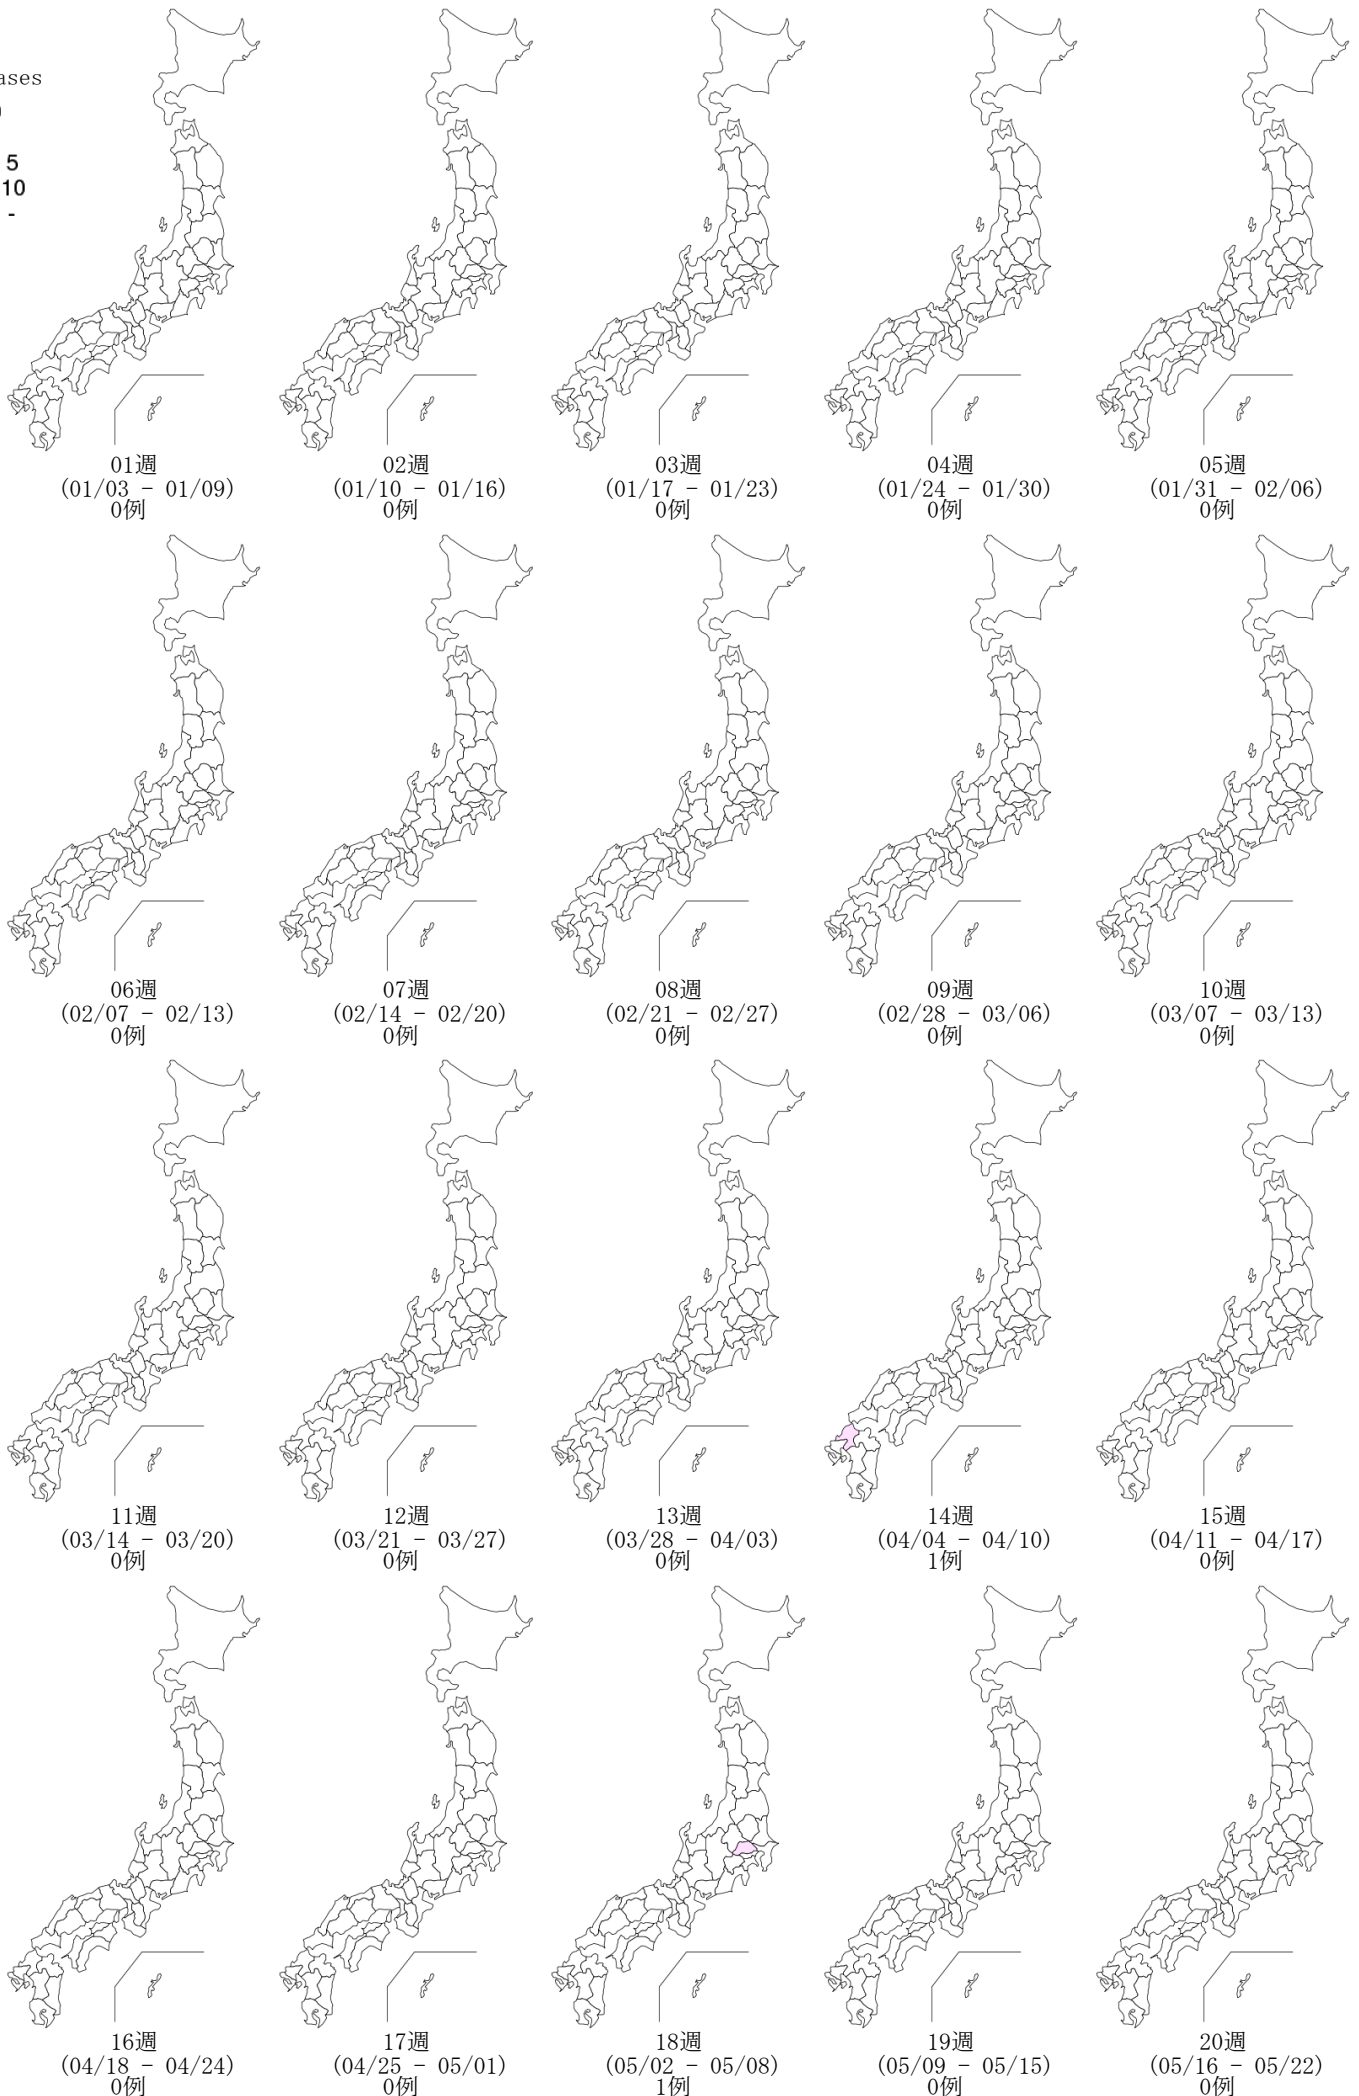 ases
5
10
-
01週
(01/03 - 01/09)
0例
02週
(01/10 - 01/16)
0例
03週
(01/17 - 01/23)
0例
04週
(01/24 - 01/30)
0例
05週
(01/31 - 02/06)
0例
06週
(02/07 - 02/13)
0例
07週
(02/14 - 02/20)
0例
08週
(02/21 - 02/27)
0例
09週
(02/28 - 03/06)
0例
10週
(03/07 - 03/13)
0例
11週
(03/14 - 03/20)
0例
12週
(03/21 - 03/27)
0例
13週
(03/28 - 04/03)
0例
14週
(04/04 - 04/10)
1例
15週
(04/11 - 04/17)
0例
16週
(04/18 - 04/24)
0例
17週
(04/25 - 05/01)
0例
18週
(05/02 - 05/08)
1例
19週
(05/09 - 05/15)
0例
20週
(05/16 - 05/22)
0例